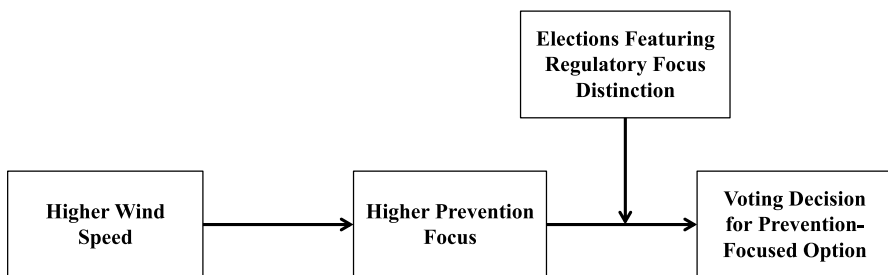 Elections Featuring
Regulatory Focus
Distinction
Higher Wind
Speed
Higher Prevention
Focus
Voting Decision
for Prevention-
Focused Option